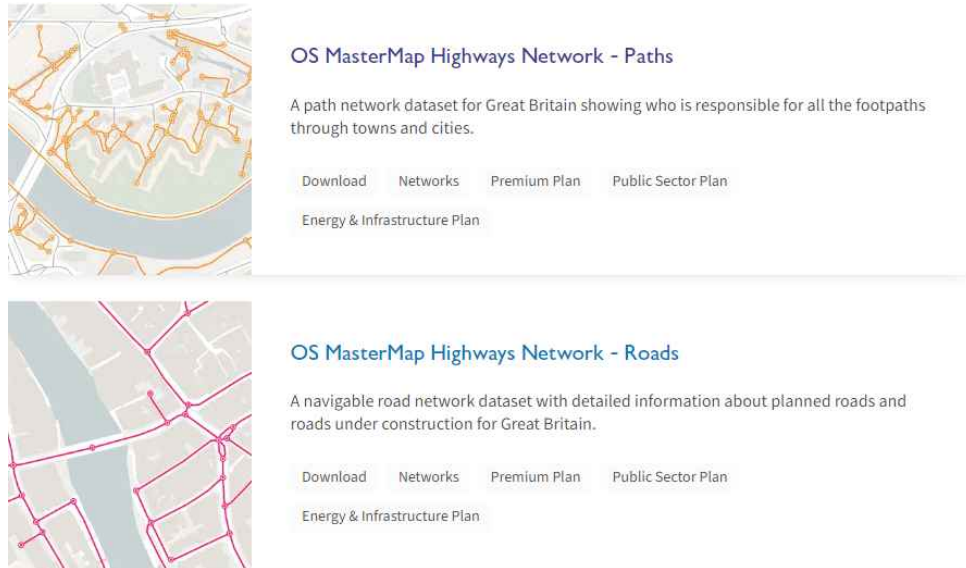 OS MasterMap Highways Network - Paths
A path network dataset for Great Britain showing who is responsible for all the footpaths
through towns and cities.
Download Networks Premium Plan Public Sector Plan
Energy & Infrastructure Plan
OS MasterMap Highways Network - Roads
A navigable road network dataset with detailed information about planned roads and
roads under construction for Great Britain.
Download Networks Premium Plan Public Sector Plan
Energy & Infrastructure Plan